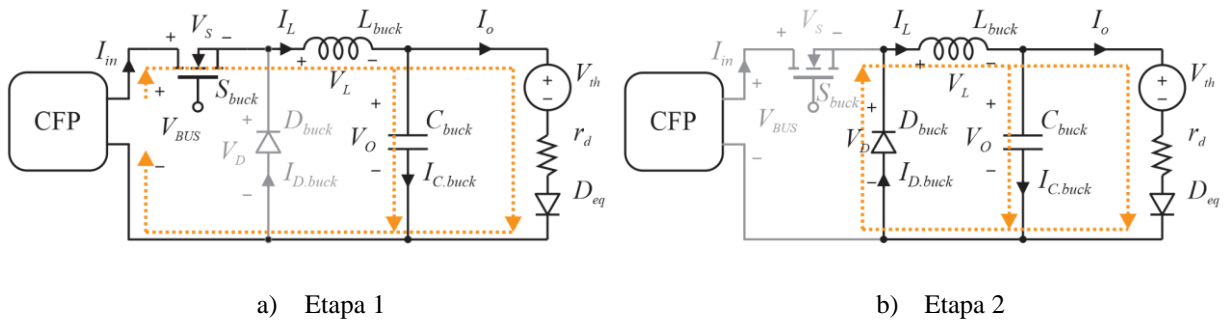 V_S I_L L_buck I_o
I_in
+ - + -
V_L
+ S_buck + V_th
-
CFP V_BUS + D_buck V_O C_buck
V_D r_d
- I_D.buck - I_C.buck D_eq
-
a) Etapa 1
V_S I_L L_buck I_o
I_in
+ - + -
V_L
+ S_buck + + V_th
-
CFP V_BUS D_buck V_O C_buck
V_D r_d
- I_D.buck - I_C.buck D_eq
-
b) Etapa 2